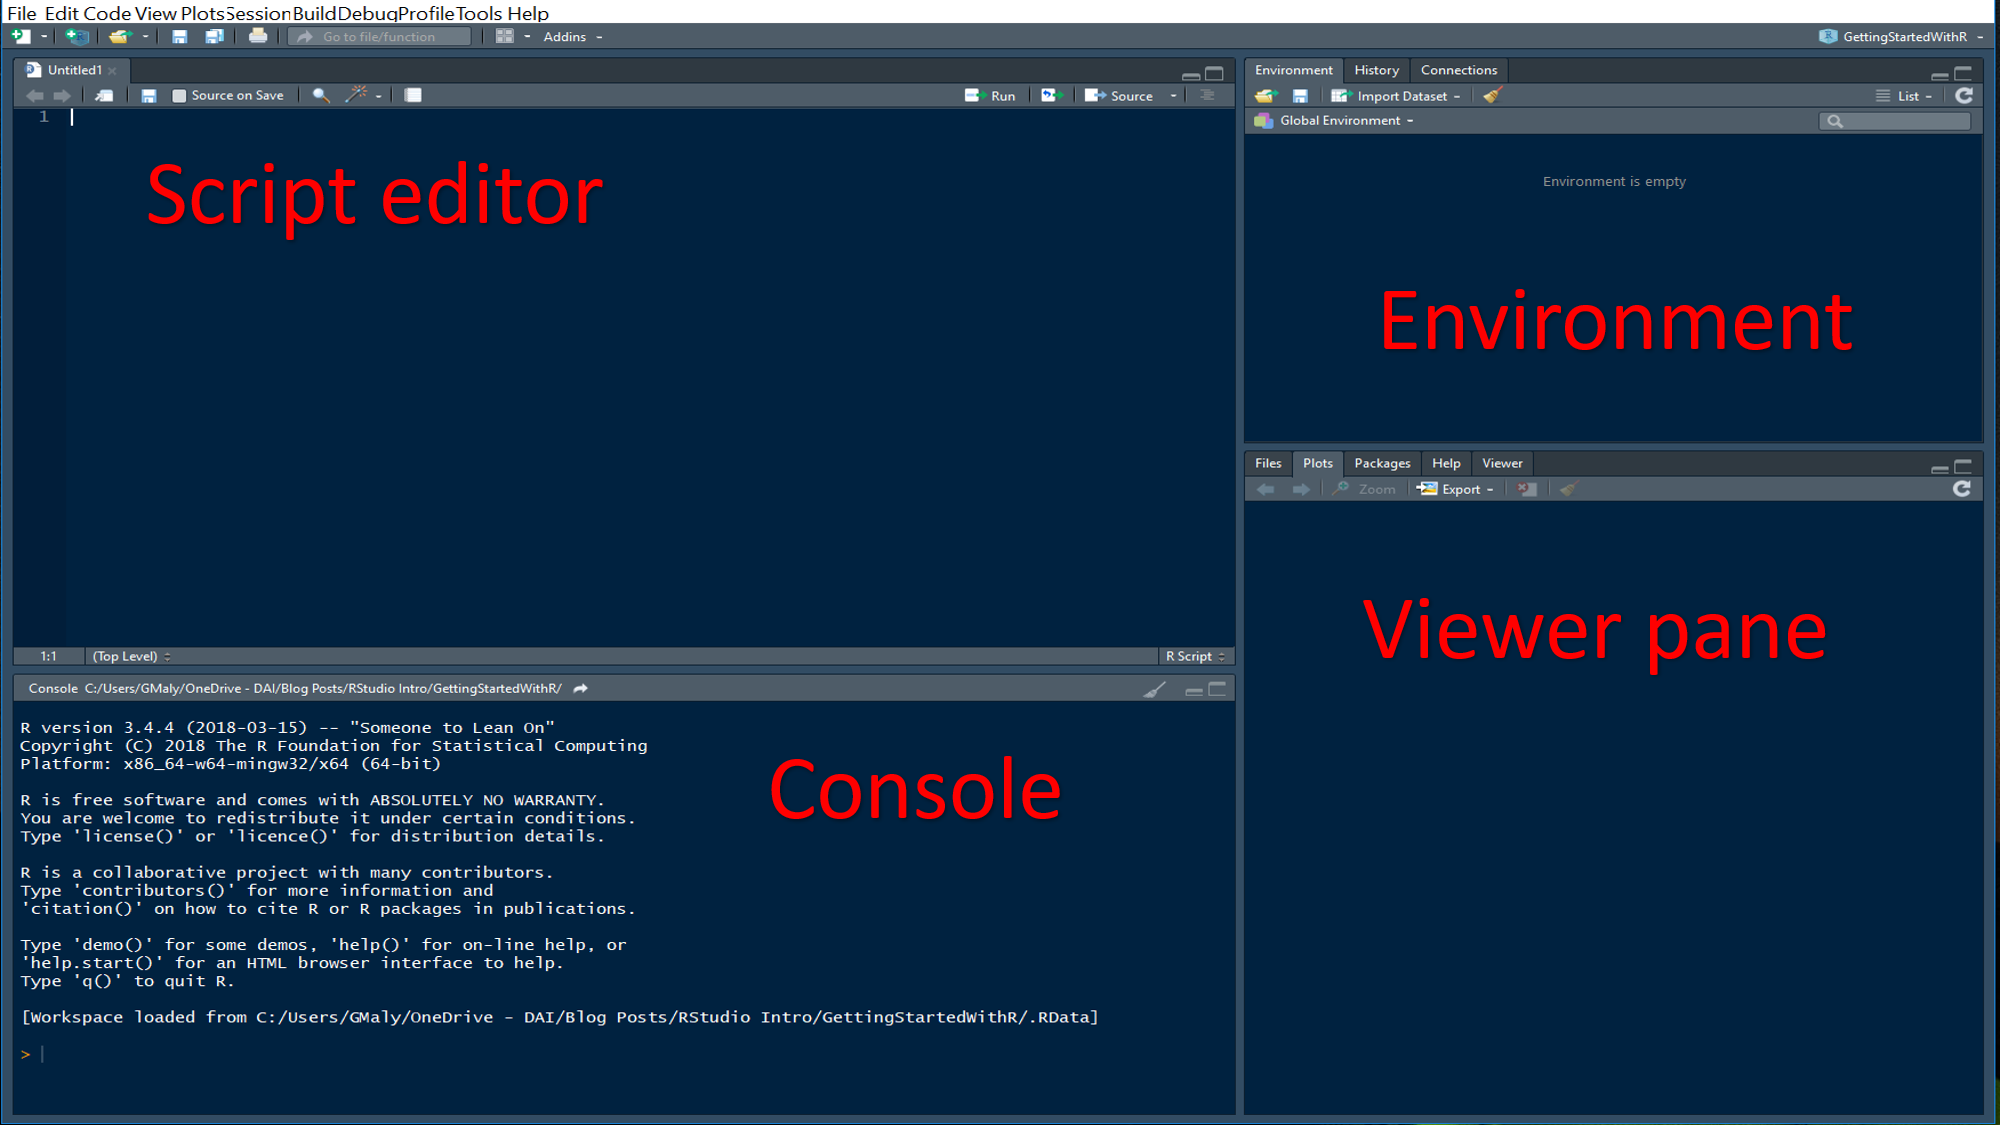 File Edit Code View Plots Session Build Debug Profile Tools Help
Go to file/function Addins GettingStartedWithR
Untitled1
Source on Save Run Source
1
Script editor
1:1 (Top Level) R Script
Console C:/Users/GMaly/OneDrive - DAI/Blog Posts/RStudio Intro/GettingStartedWithR/
R version 3.4.4 (2018-03-15) -- "Someone to Lean On"
Copyright (C) 2018 The R Foundation for Statistical Computing
Platform: x86_64-w64-mingw32/x64 (64-bit)
R is free software and comes with ABSOLUTELY NO WARRANTY.
You are welcome to redistribute it under certain conditions.
Type 'license()' or 'licence()' for distribution details.
R is a collaborative project with many contributors.
Type 'contributors()' for more information and
'citation()' on how to cite R or R packages in publications.
Type 'demo()' for some demos, 'help()' for on-line help, or
'help.start()' for an HTML browser interface to help.
Type 'q()' to quit R.
[Workspace loaded from C:/Users/GMaly/OneDrive - DAI/Blog Posts/RStudio Intro/GettingStartedWithR/.RData]
>
Console
Environment History Connections
Import Dataset List
Global Environment
Environment is empty
Environment
Files Plots Packages Help Viewer
Zoom Export
Viewer pane